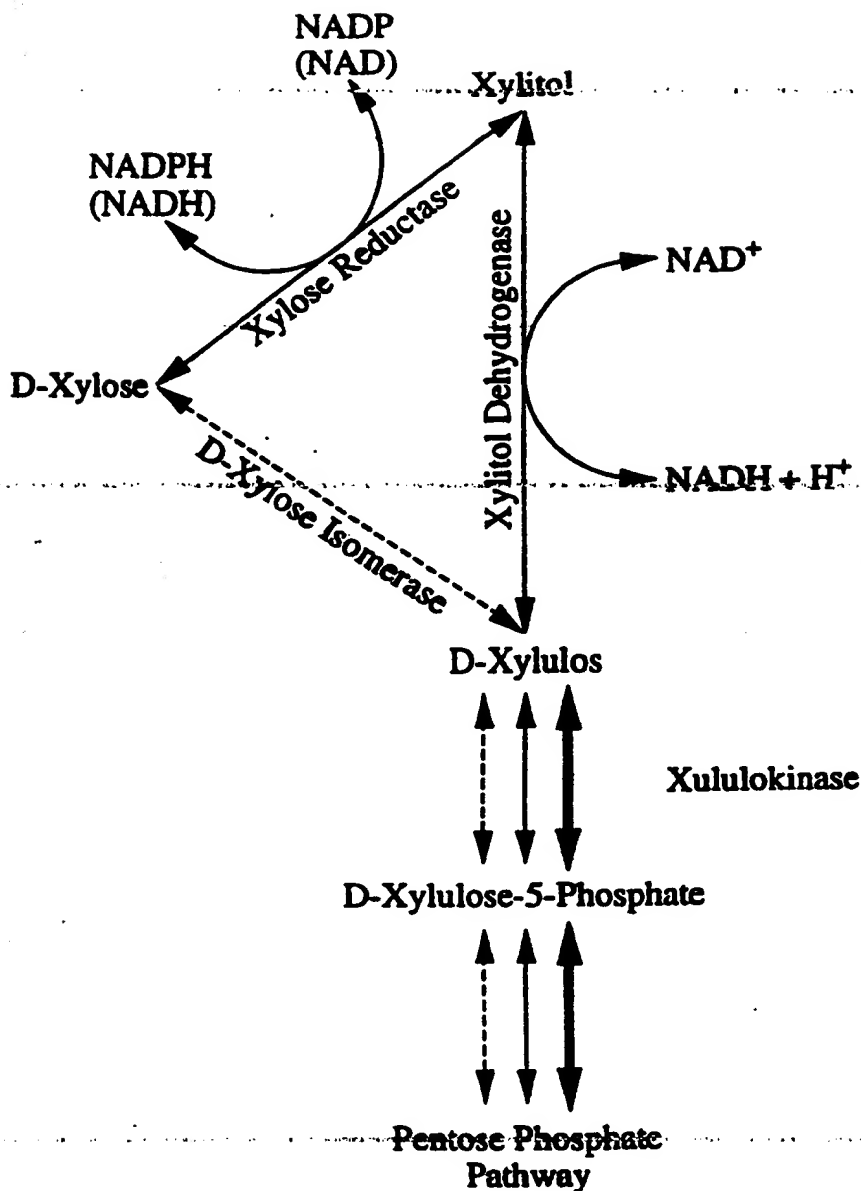 NADP
(NAD)
Xylitol
NADPH
(NADH)
Xylose Reductase
Xylitol Dehydrogenase
NAD+
D-Xylose
D-Xylose Isomerase
NADH + H+
D-Xylulos
Xululokinase
D-Xylulose-5-Phosphate
Pentose Phosphate
Pathway